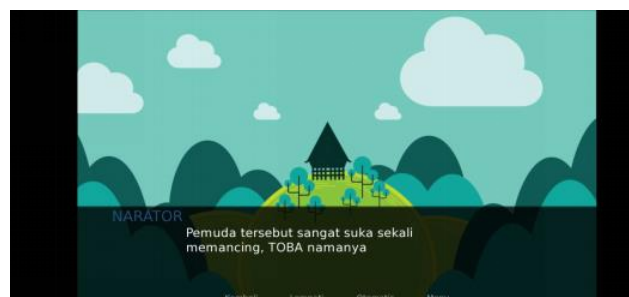 NARATOR
Pemuda tersebut sangat suka sekali
memancing, TOBA namanya